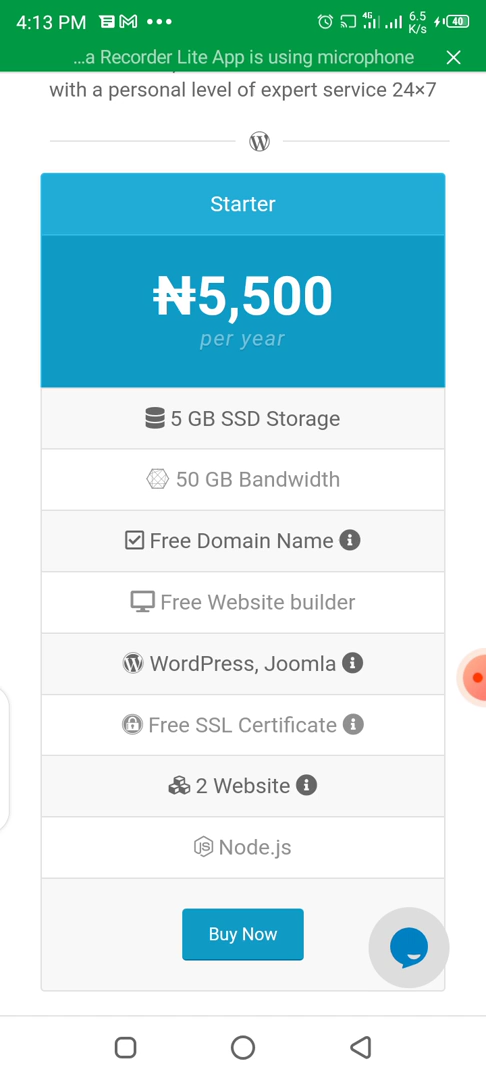 4:13 PM
4G
6.5
K/s
40
...a Recorder Lite App is using microphone
with a personal level of expert service 24×7
Starter
₦5,500
per year
5 GB SSD Storage
50 GB Bandwidth
Free Domain Name
Free Website builder
WordPress, Joomla
Free SSL Certificate
2 Website
Node.js
Buy Now